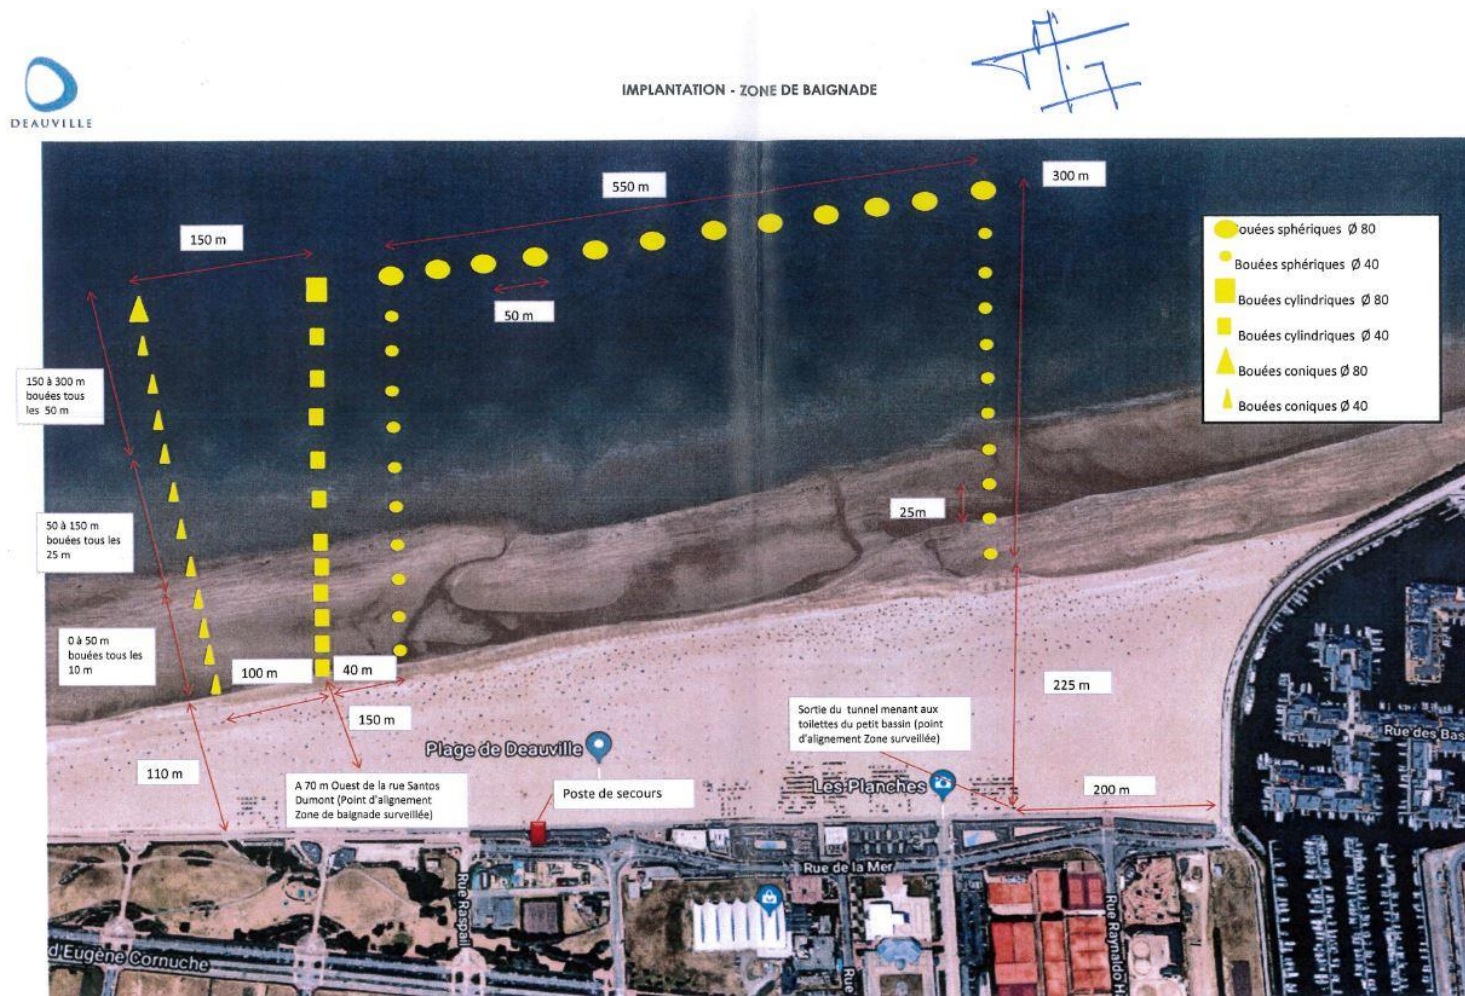 DEAUVILLE
IMPLANTATION - ZONE DE BAIGNADE
550 m
300 m
150 m
50 m
Bouées sphériques Ø 80
Bouées sphériques Ø 40
Bouées cylindriques Ø 80
Bouées cylindriques Ø 40
Bouées coniques Ø 80
Bouées coniques Ø 40
150 à 300 m
bouées tous
les 50 m
50 à 150 m
bouées tous les
25 m
25m
0 à 50 m
bouées tous les
10 m
100 m
40 m
150 m
225 m
110 m
Plage de Deauville
Sortie du tunnel menant aux
toilettes du petit bassin (point
d'alignement Zone surveillée)
Rue des Bas
A 70 m Ouest de la rue Santos
Dumont (Point d'alignement
Zone de baignade surveillée)
Poste de secours
Les Planches
200 m
Rue de la Mer
Rue Raspail
Rue
Rue Raynaldo H
d'Eugène Cornuche